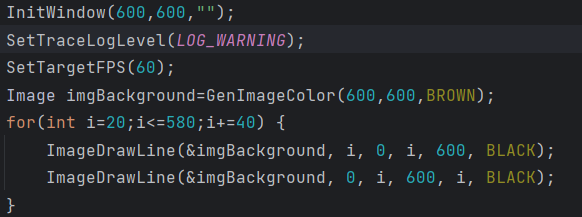 InitWindow(600,600,"");
SetTraceLogLevel(LOG_WARNING);
SetTargetFPS(60);
Image imgBackground=GenImageColor(600,600,BROWN);
for(int i=20;i<=580;i+=40) {
    ImageDrawLine(&imgBackground, i, 0, i, 600, BLACK);
    ImageDrawLine(&imgBackground, 0, i, 600, i, BLACK);
}